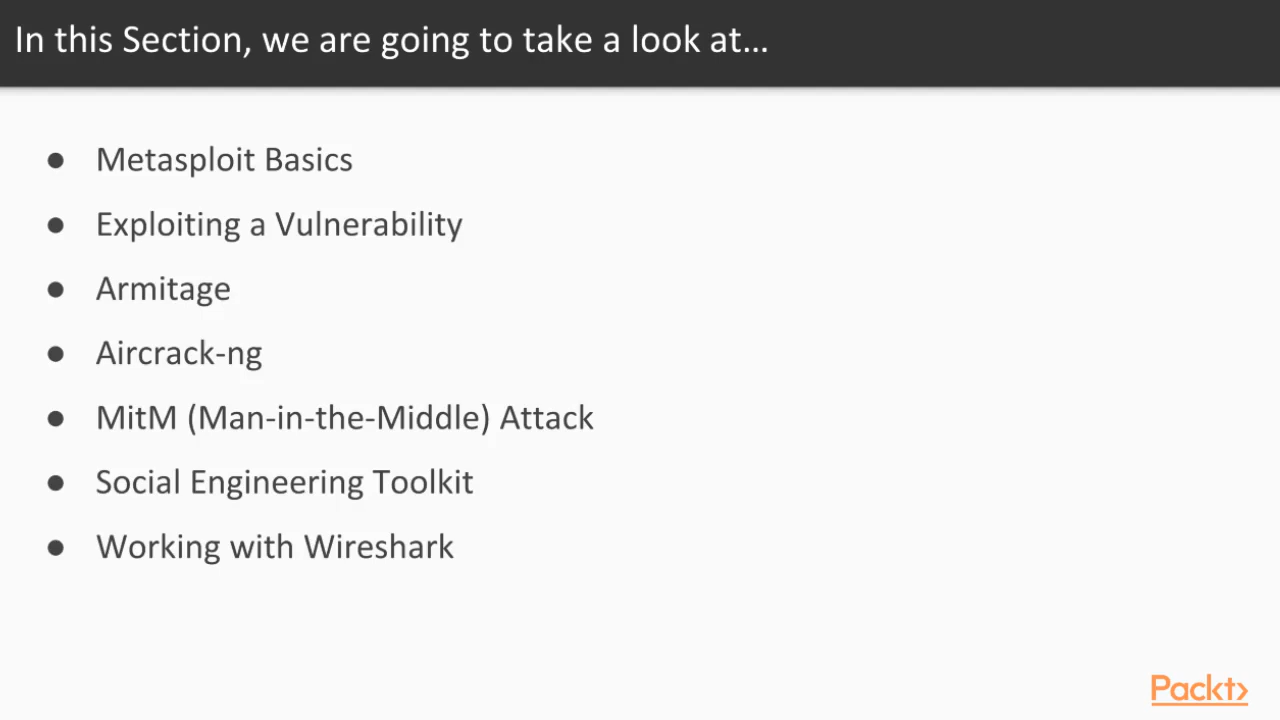 In this Section, we are going to take a look at...
● Metasploit Basics
● Exploiting a Vulnerability
● Armitage
● Aircrack-ng
● MitM (Man-in-the-Middle) Attack
● Social Engineering Toolkit
● Working with Wireshark
Packt>